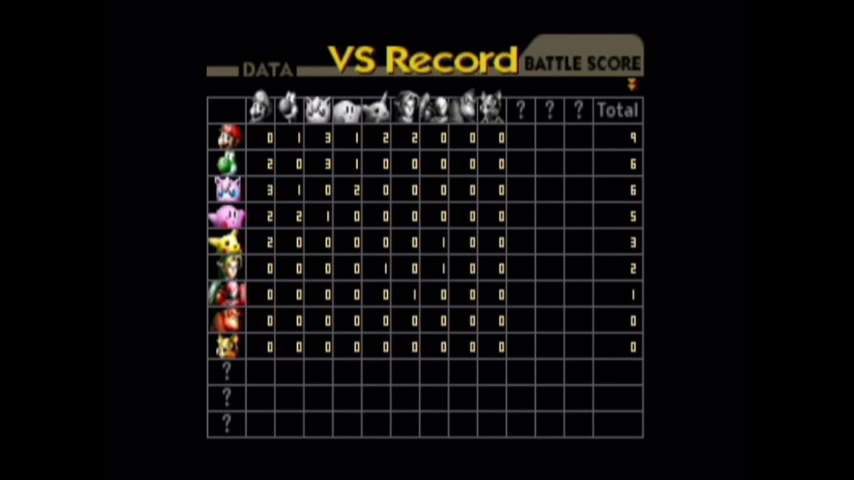 DATA VS Record BATTLE SCORE
? ? ? Total
0 1 3 1 2 2 0 0 0 9
2 0 3 1 0 0 0 0 0 6
3 1 0 2 0 0 0 0 0 6
2 2 1 0 0 0 0 0 0 5
2 0 0 0 0 0 1 0 0 3
0 0 0 0 1 0 1 0 0 2
0 0 0 0 0 1 0 0 0 1
0 0 0 0 0 0 0 0 0 0
0 0 0 0 0 0 0 0 0 0
?
?
?